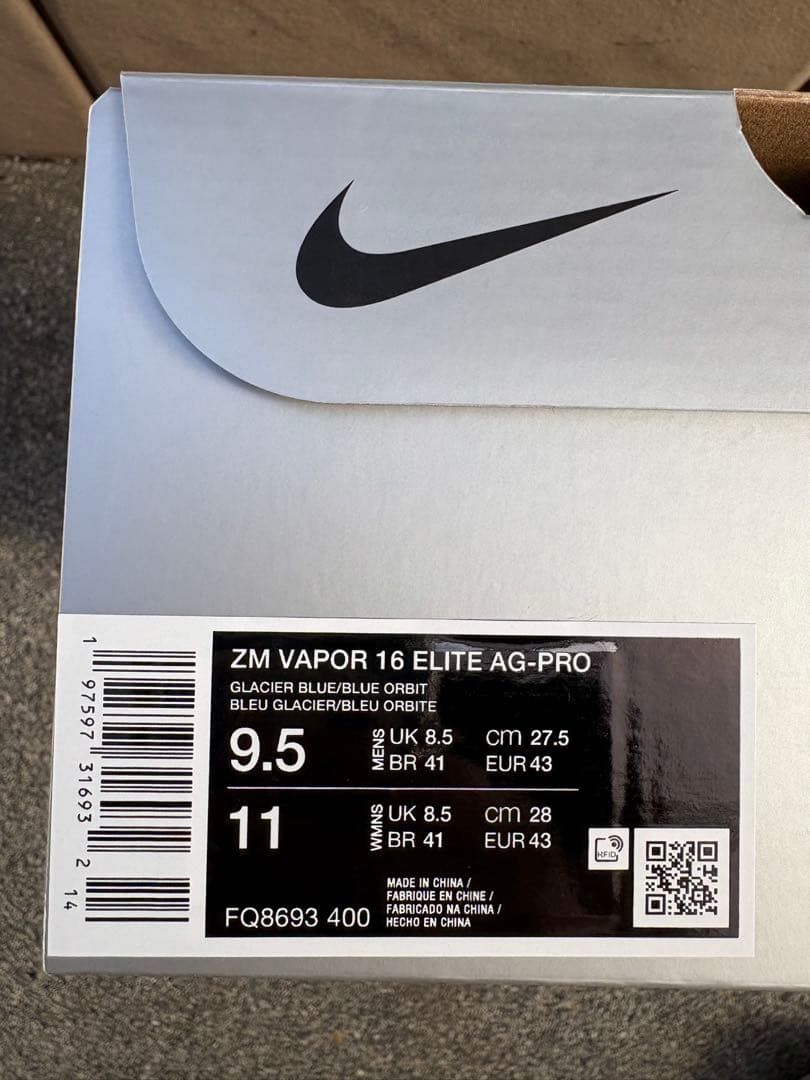 ZM VAPOR 16 ELITE AG-PRO
GLACIER BLUE/BLUE ORBIT
BLEU GLACIER/BLEU ORBITE
9.5 MENS UK 8.5 cm 27.5
BR 41 EUR 43
11 WMNS UK 8.5 cm 28
BR 41 EUR 43
RFID
FQ8693 400
MADE IN CHINA /
FABRIQUE EN CHINE /
FABRICADO NA CHINA /
HECHO EN CHINA
1 97597 31693 2 14